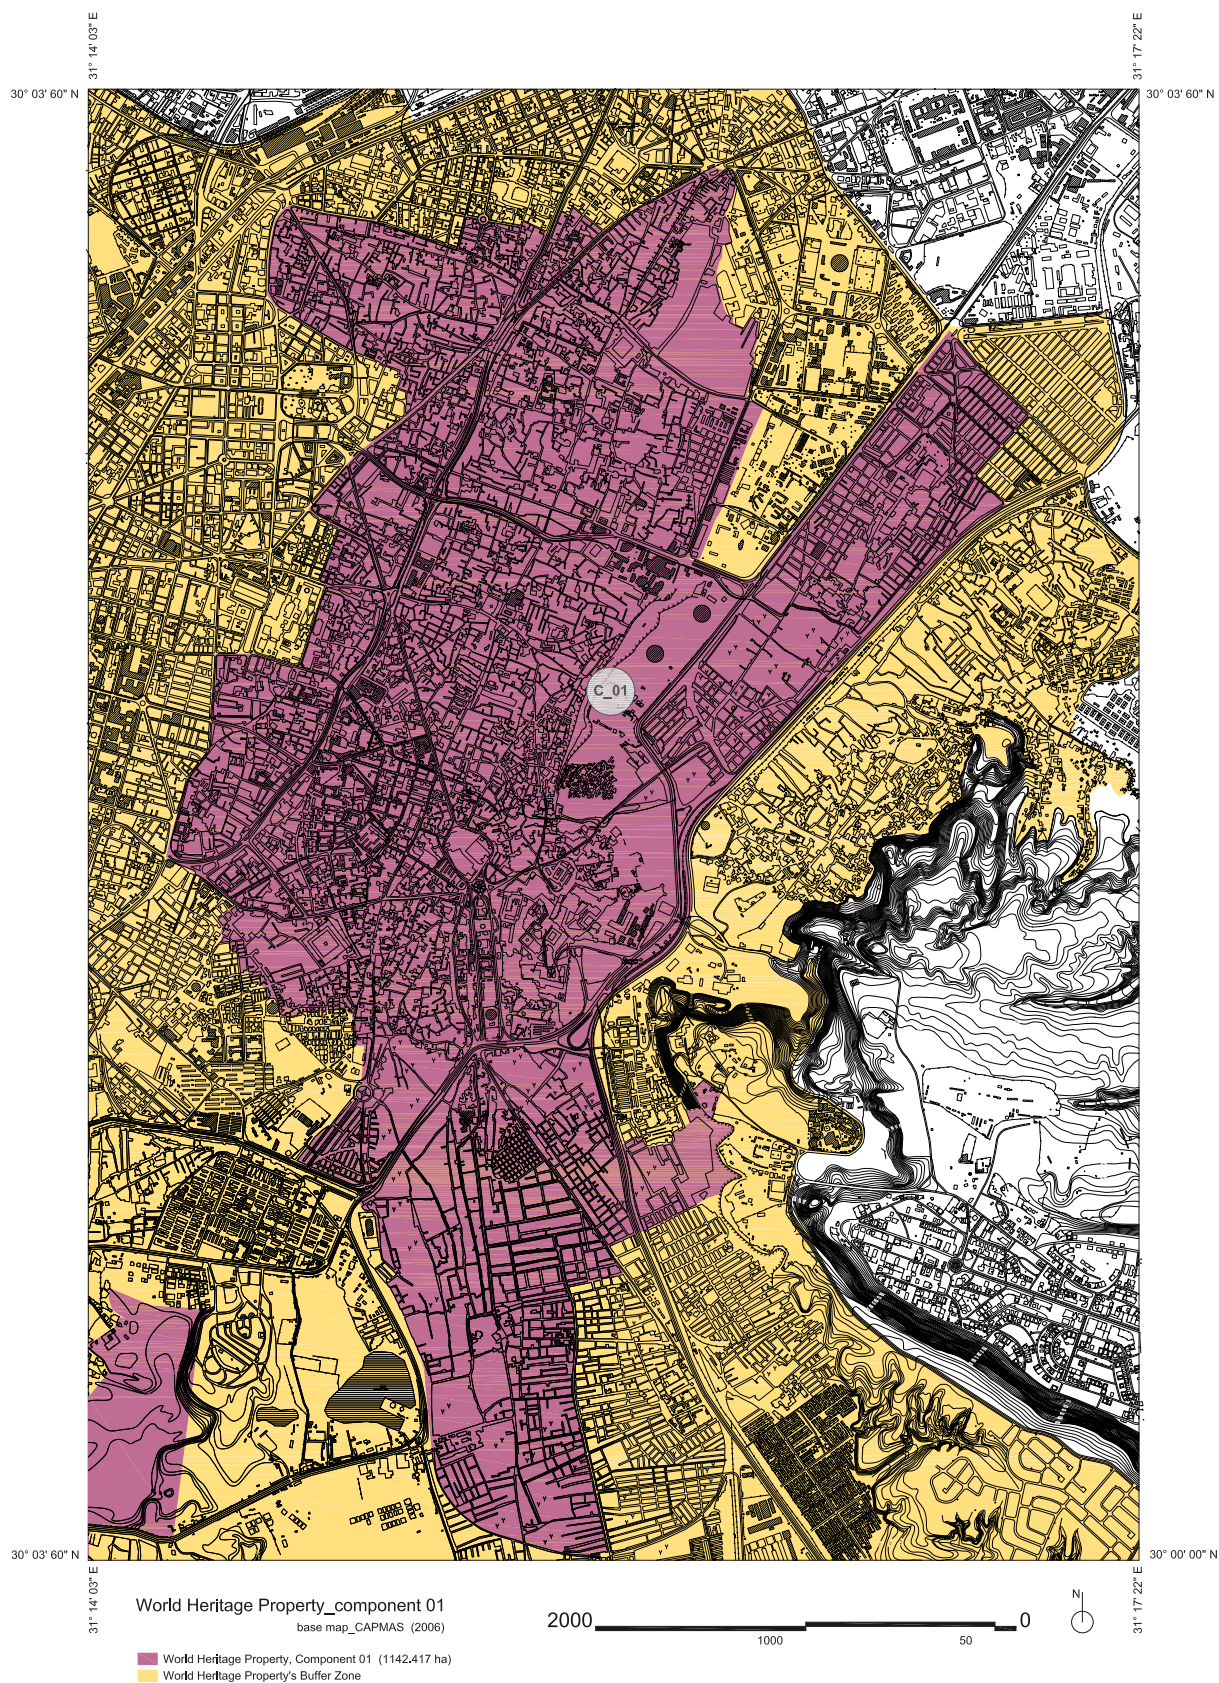 31° 14' 03" E
31° 17' 22" E
30° 03' 60" N
30° 03' 60" N
C_01
30° 03' 60" N
30° 00' 00" N
31° 14' 03" E
31° 17' 22" E
World Heritage Property_component 01
base map_CAPMAS (2006)
2000
0
1000
50
N
World Heritage Property, Component 01 (1142.417 ha)
World Heritage Property's Buffer Zone